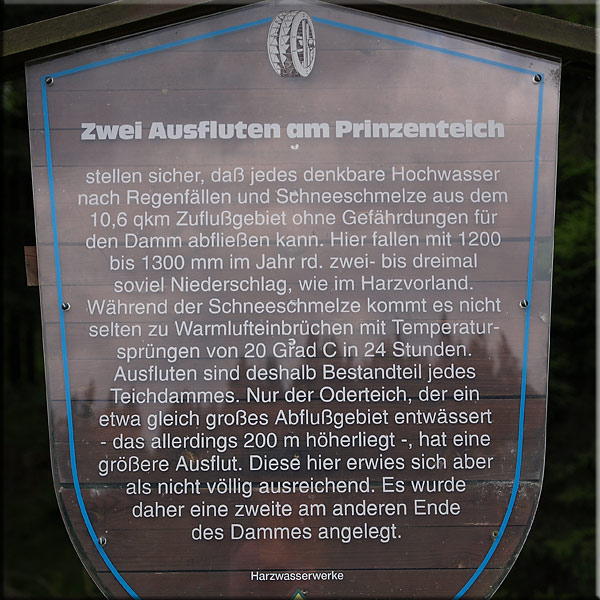 Zwei Ausfluten am Prinzenteich
stellen sicher, daß jedes denkbare Hochwasser
nach Regenfällen und Schneeschmelze aus dem
10,6 qkm Zuflußgebiet ohne Gefährdungen für
den Damm abfließen kann. Hier fallen mit 1200
bis 1300 mm im Jahr rd. zwei- bis dreimal
soviel Niederschlag, wie im Harzvorland.
Während der Schneeschmelze kommt es nicht
selten zu Warmlufteinbrüchen mit Temperatur-
sprüngen von 20 Grad C in 24 Stunden.
Ausfluten sind deshalb Bestandteil jedes
Teichdammes. Nur der Oderteich, der ein
etwa gleich großes Abflußgebiet entwässert
- das allerdings 200 m höherliegt -, hat eine
größere Ausflut. Diese hier erwies sich aber
als nicht völlig ausreichend. Es wurde
daher eine zweite am anderen Ende
des Dammes angelegt.
Harzwasserwerke